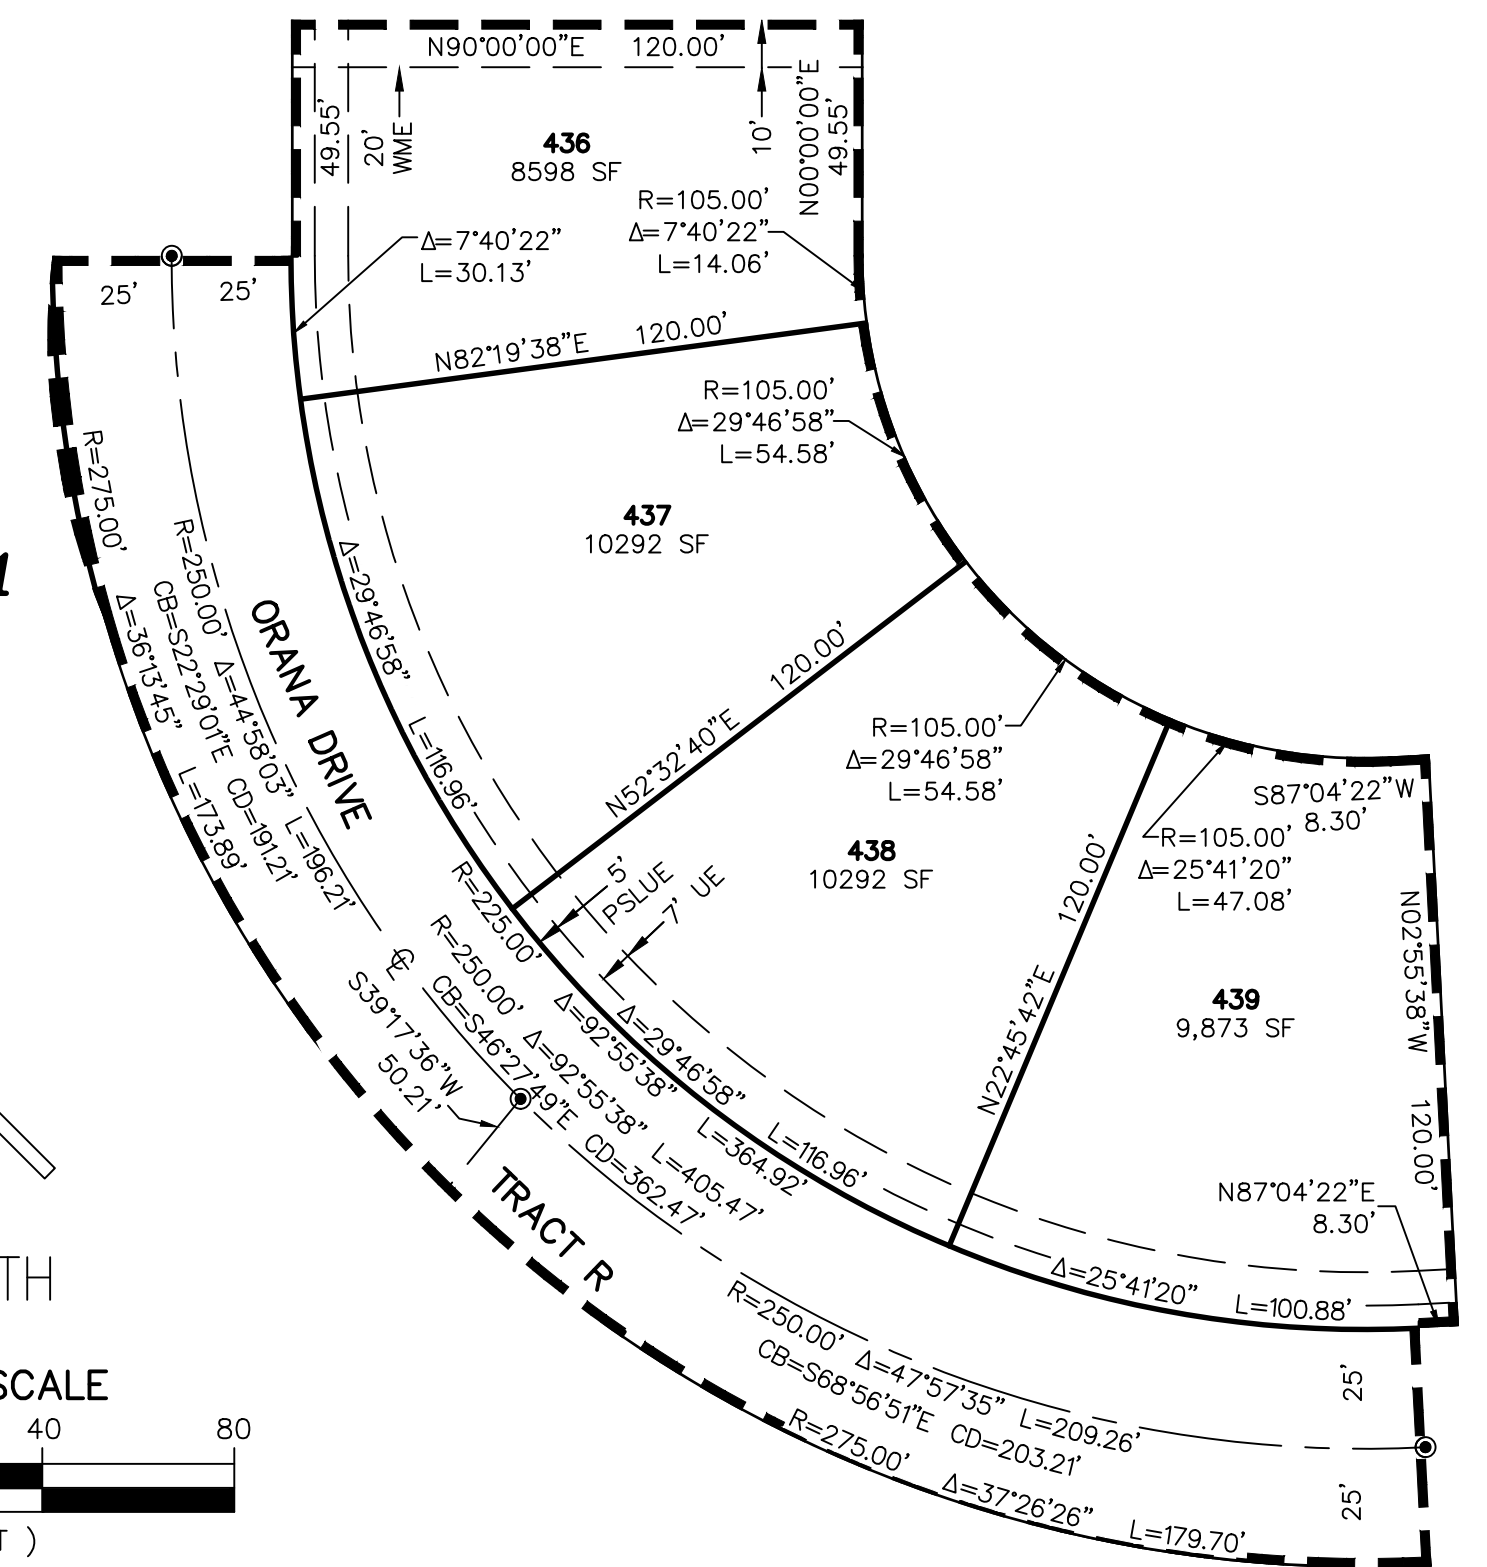 N90°00'00"E 120.00'
49.55'
20'
WME
436
8598 SF
10'
N00°00'00"E
49.55'
R=105.00'
Δ=7°40'22"
L=14.06'
Δ=7°40'22"
L=30.13'
25' 25'
N82°19'38"E 120.00'
R=105.00'
Δ=29°46'58"
L=54.58'
437
10292 SF
R=275.00' Δ=36°13'45" L=173.89'
R=250.00' Δ=44°58'03" L=196.21'
CB=S22°29'01"E CD=191.21'
ORANA DRIVE
Δ=29°46'58" L=116.96'
N52°32'40"E 120.00'
R=105.00'
Δ=29°46'58"
L=54.58'
438
10292 SF
5'
PSLUE
7' UE
R=225.00' Δ=92°55'38" L=364.92'
R=250.00' Δ=92°55'38" L=405.47'
CB=S46°27'49"E CD=362.47'
S39°17'36"W
50.21'
Δ=29°46'58" L=116.96'
N22°45'42"E 120.00'
S87°04'22"W
8.30'
R=105.00'
Δ=25°41'20"
L=47.08'
439
9,873 SF
N02°55'38"W 120.00'
N87°04'22"E
8.30'
Δ=25°41'20" L=100.88'
TRACT R
R=250.00' Δ=47°57'35" L=209.26'
CB=S68°56'51"E CD=203.21'
R=275.00' Δ=37°26'26" L=179.70'
25'
25'
1
TH
SCALE
40 80
T )